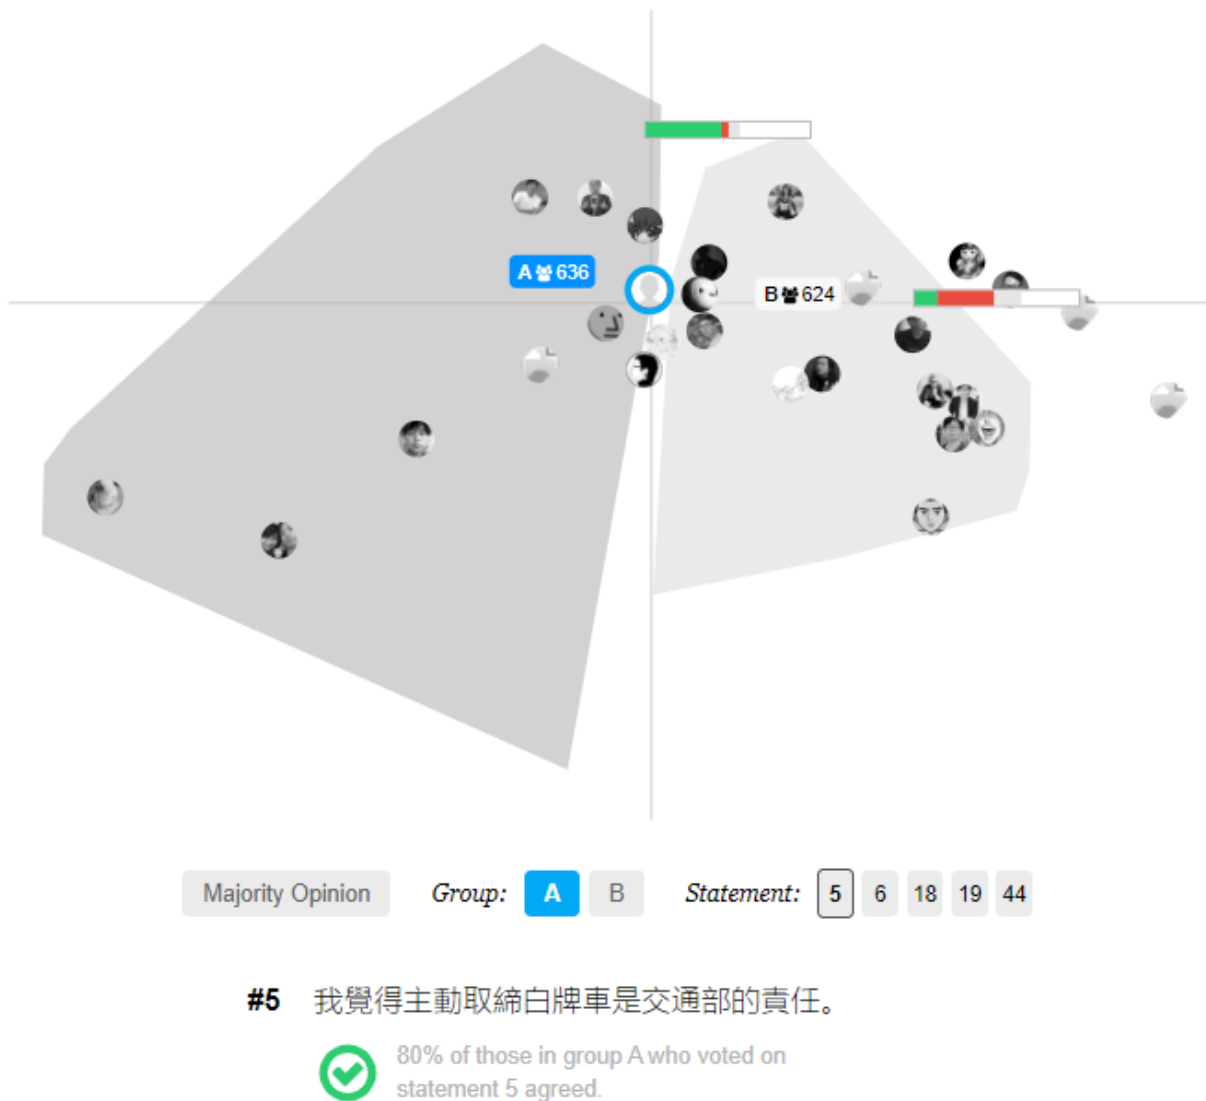 A 636
B 624
Majority Opinion Group: A B Statement: 5 6 18 19 44
#5 我覺得主動取締白牌車是交通部的責任。
80% of those in group A who voted on
statement 5 agreed.